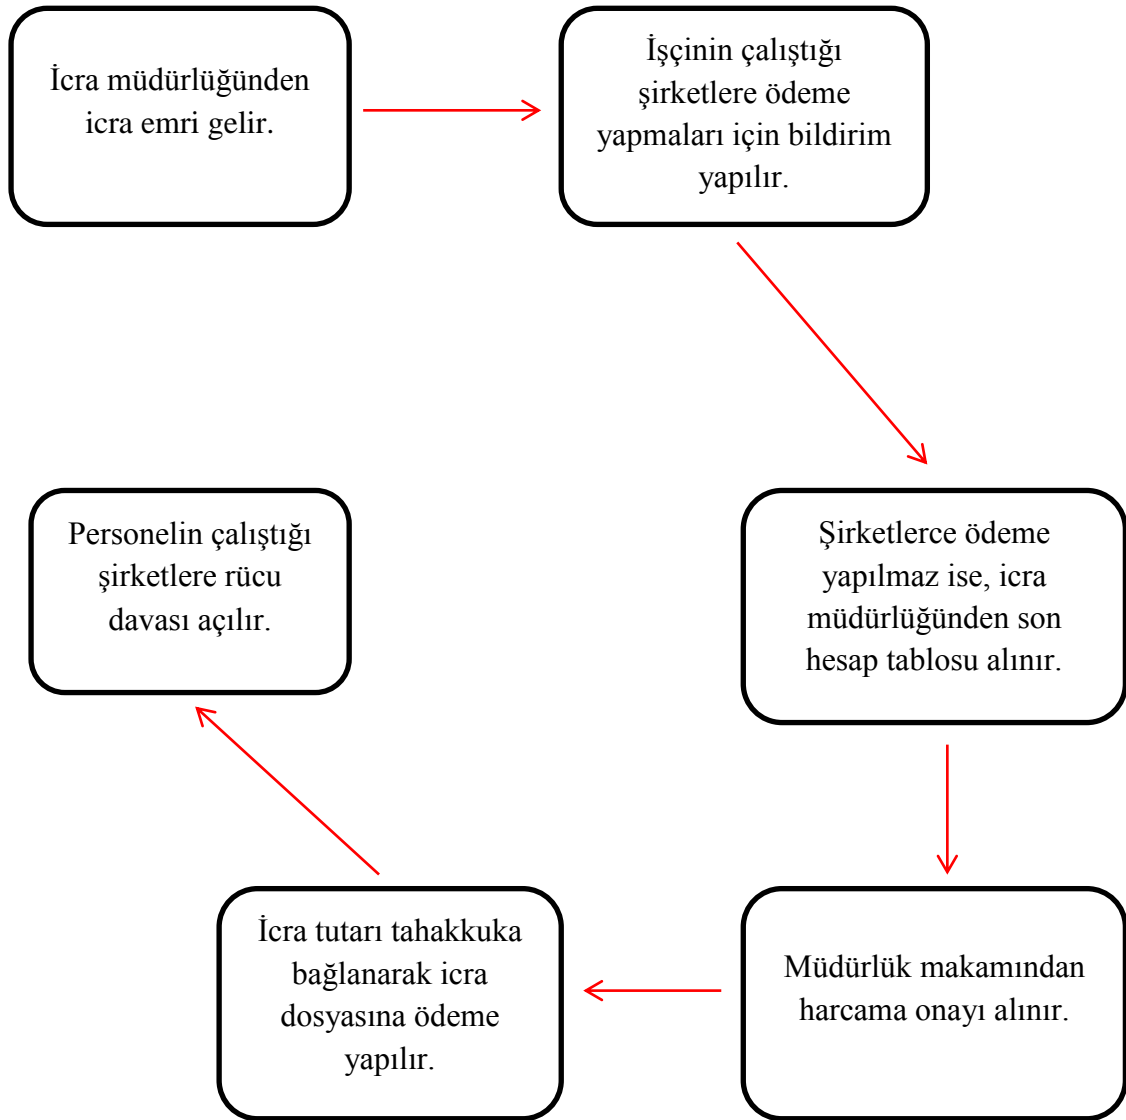 İcra müdürlüğünden
icra emri gelir.
İşçinin çalıştığı
şirketlere ödeme
yapmaları için bildirim
yapılır.
Şirketlerce ödeme
yapılmaz ise, icra
müdürlüğünden son
hesap tablosu alınır.
Müdürlük makamından
harcama onayı alınır.
İcra tutarı tahakkuka
bağlanarak icra
dosyasına ödeme
yapılır.
Personelin çalıştığı
şirketlere rücu
davası açılır.